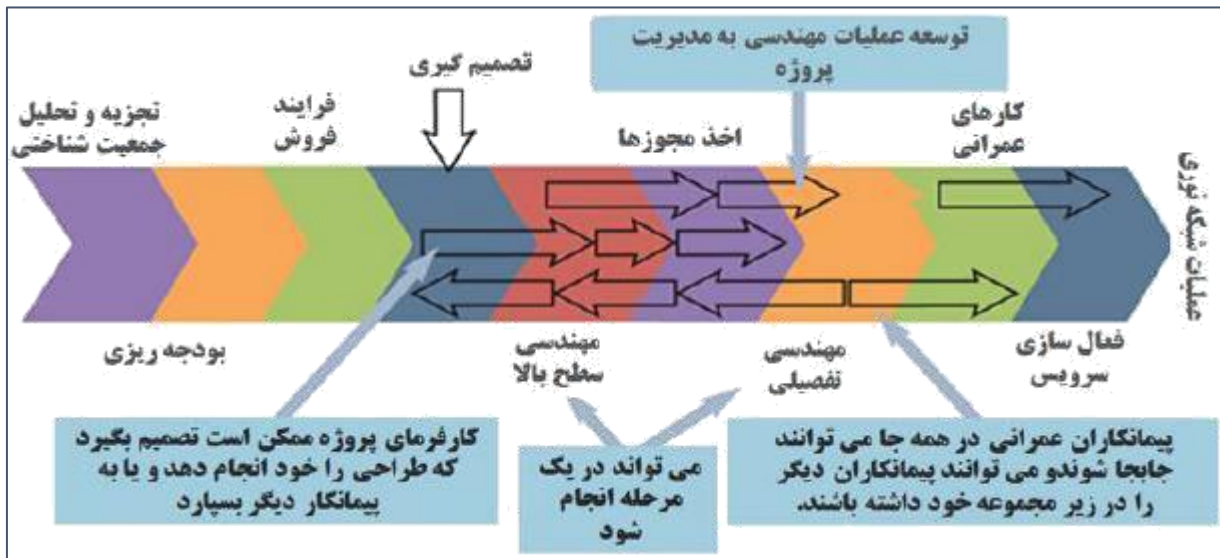 توسعه عملیات مهندسی به مدیریت
پروژه
تصمیم گیری
کارهای
عمرانی
اخذ مجوزها
فرایند
فروش
تجزیه و تحلیل
جمعیت شناختی
عملیات شبکه نوری
فعال سازی
سرویس
مهندسی
تفصیلی
مهندسی
سطح بالا
بودجه ریزی
پیمانکاران عمرانی در همه جا می توانند
جابجا شوندو می توانند پیمانکاران دیگر
را در زیر مجموعه خود داشته باشند.
می تواند در یک
مرحله انجام
شود
کارفرمای پروژه ممکن است تصمیم بگیرد
که طراحی را خود انجام دهد و یا به
پیمانکار دیگر بسپارد